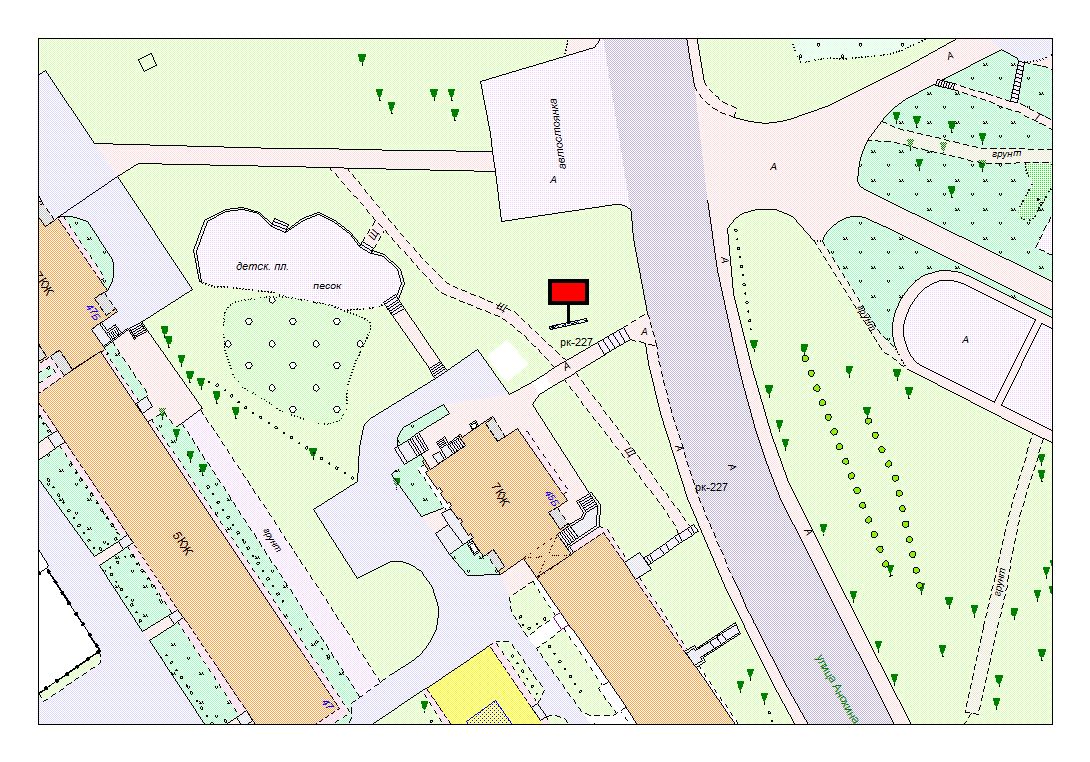 А
автостоянка
А
грунт
А
Щ
детск. пл.
А
песок
7КЖ
47Б
Щ
грунт
А
рк-227
А
А
Щ
А
А
рк-227
7КЖ
45Б
А
5КЖ
грунт
грунт
улица Анохина
47